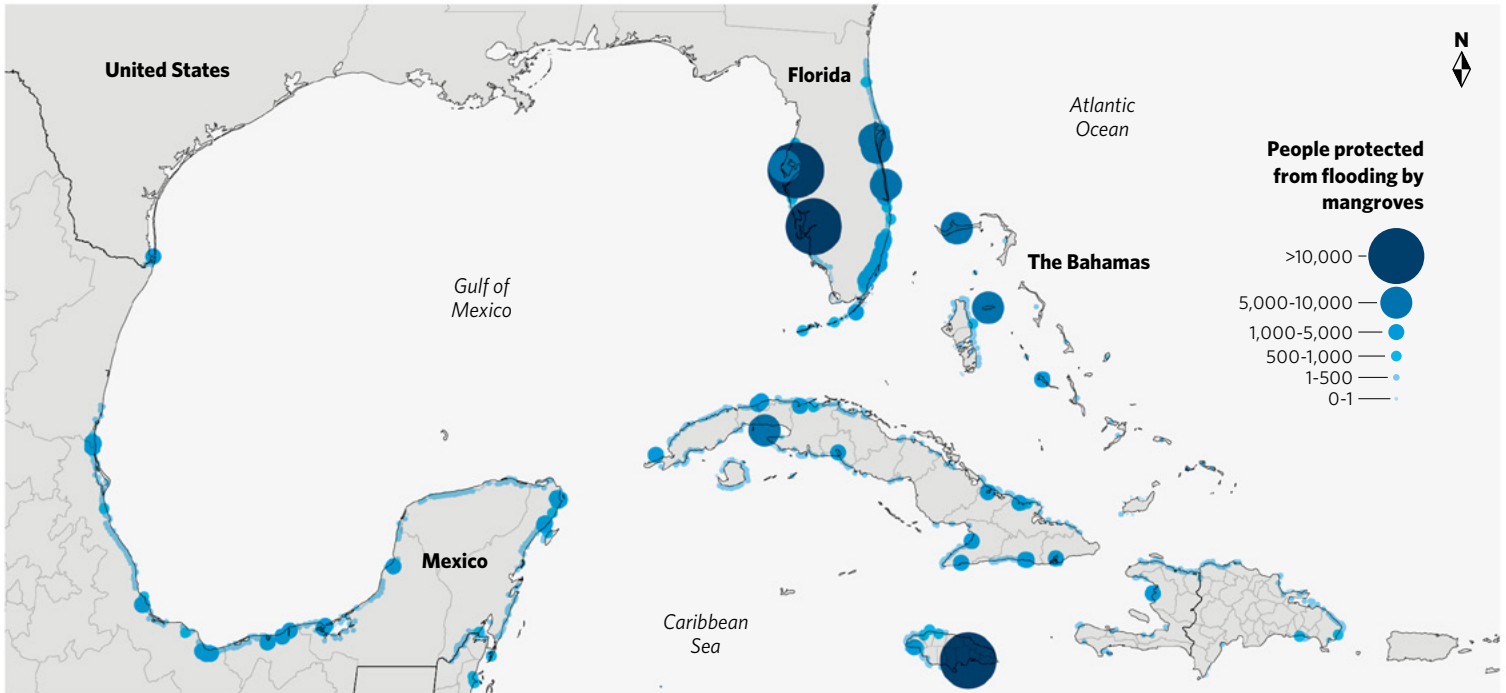 United States
Florida
Atlantic
Ocean
N
People protected
from flooding by
mangroves
>10,000
5,000-10,000
1,000-5,000
500-1,000
1-500
0-1
The Bahamas
Gulf of
Mexico
Mexico
Caribbean
Sea